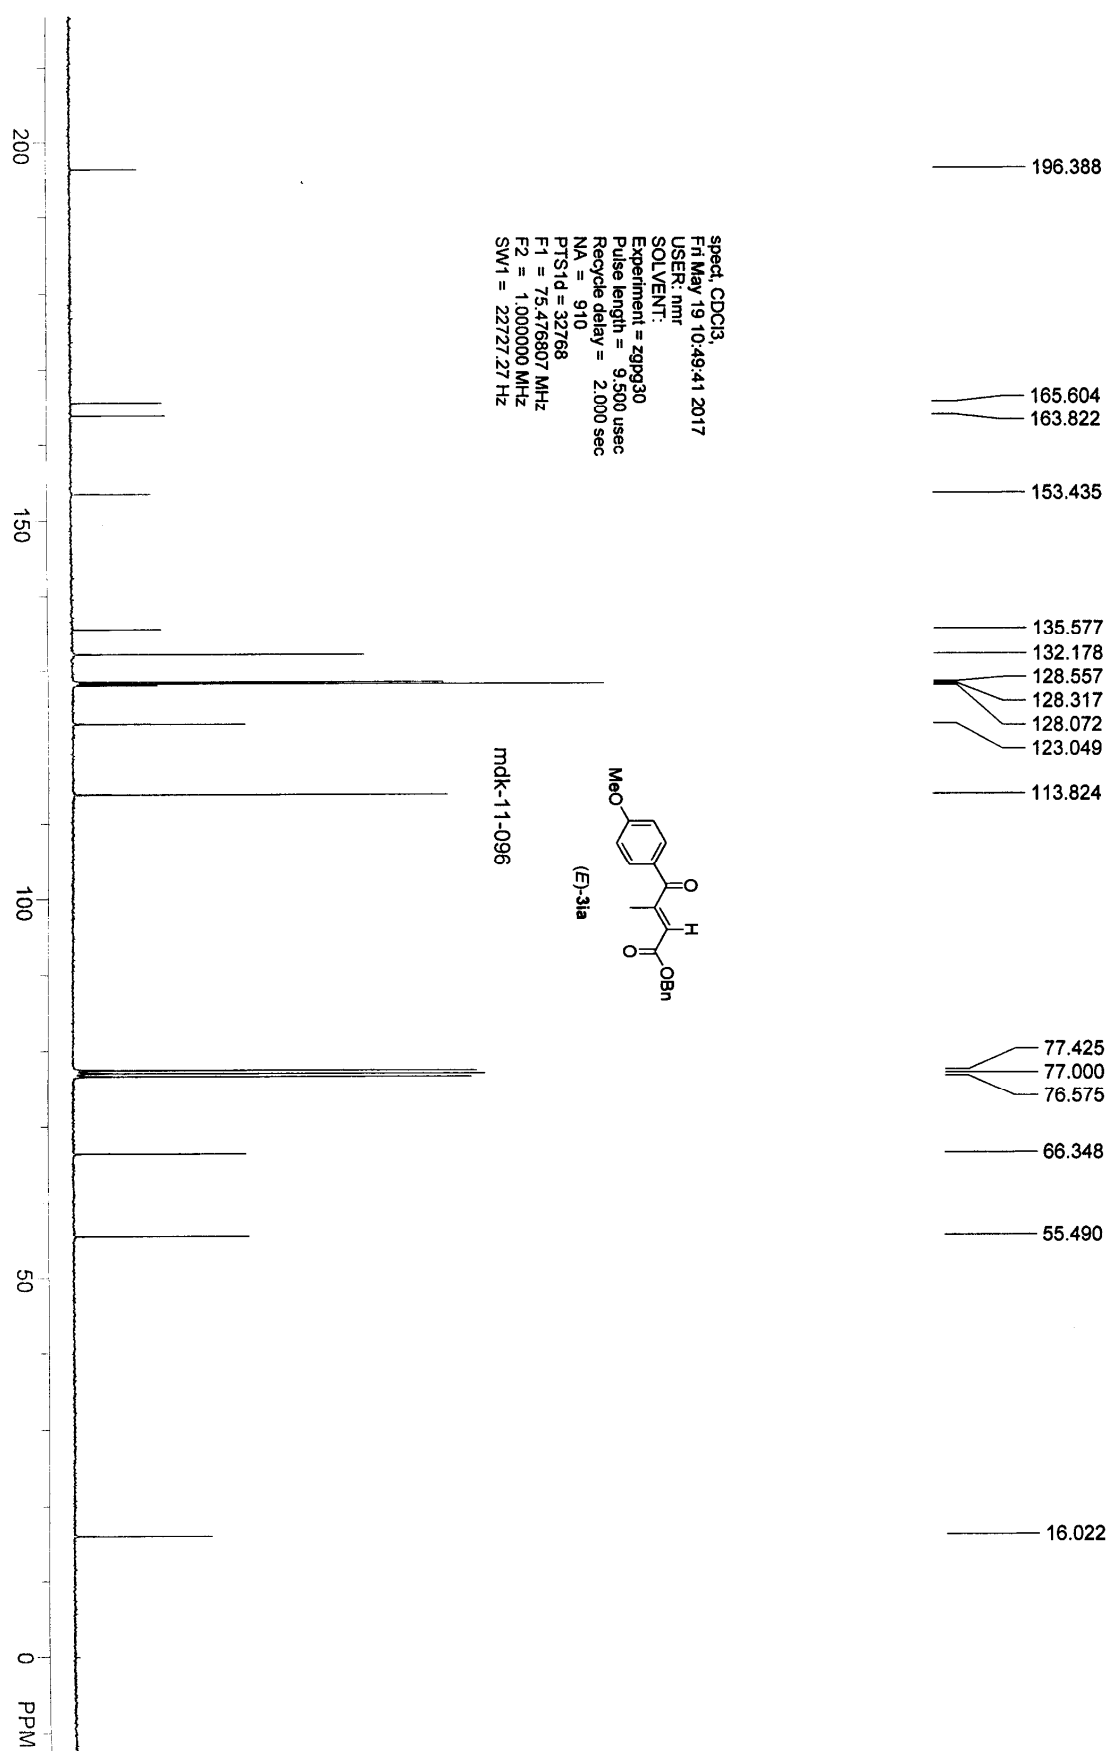 196.388
165.604
163.822
153.435
135.577
132.178
128.557
128.317
128.072
123.049
113.824
77.425
77.000
76.575
66.348
55.490
16.022
spect, CDCl3,
Fri May 19 10:49:41 2017
USER: nmr
SOLVENT:
Experiment = zgpg30
Pulse length = 9.500 usec
Recycle delay = 2.000 sec
NA = 910
PTS1d = 32768
F1 = 75.476807 MHz
F2 = 1.000000 MHz
SW1 = 22727.27 Hz
MeO
O
H
O
OBn
(E)-3ia
mdk-11-096
200
150
100
50
0
PPM